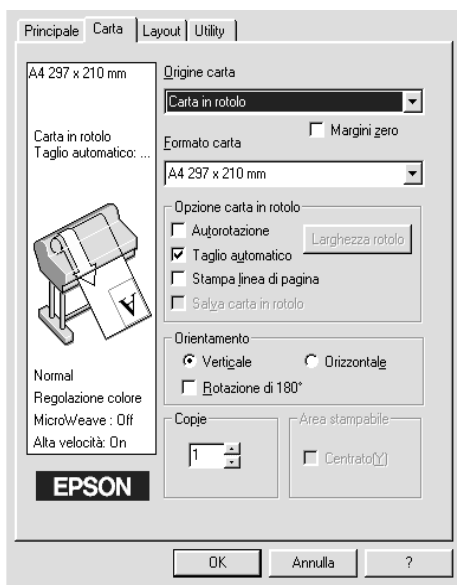 Principale Carta Layout Utility
A4 297 x 210 mm
Carta in rotolo
Taglio automatico: ...
A
Normal
Regolazione colore
MicroWeave : Off
Alta velocità: On
EPSON
Origine carta
Carta in rotolo
Margini zero
Formato carta
A4 297 x 210 mm
Opzione carta in rotolo
Autorotazione
Larghezza rotolo
Taglio automatico
Stampa linea di pagina
Salva carta in rotolo
Orientamento
Verticale Orizzontale
Rotazione di 180°
Copie
1
Area stampabile
Centrato(Y)
OK Annulla ?